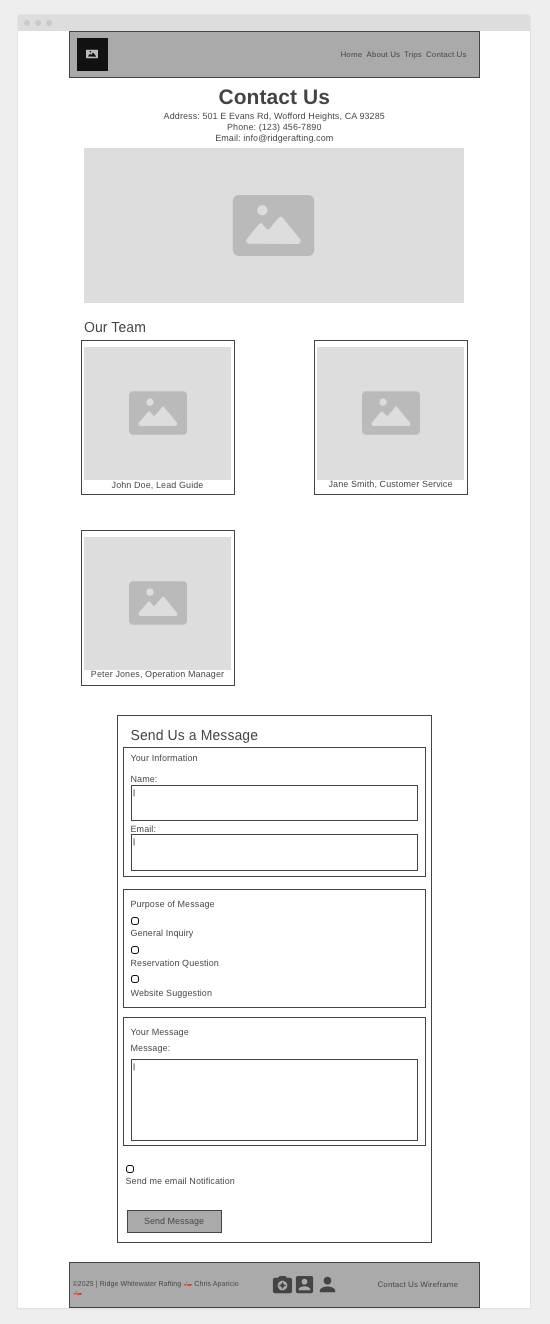 Home About Us Trips Contact Us
Contact Us
Address: 501 E Evans Rd, Wofford Heights, CA 93285
Phone: (123) 456-7890
Email: info@ridgerafting.com
Our Team
John Doe, Lead Guide
Jane Smith, Customer Service
Peter Jones, Operation Manager
Send Us a Message
Your Information
Name:
Email:
Purpose of Message
General Inquiry
Reservation Question
Website Suggestion
Your Message
Message:
Send me email Notification
Send Message
©2025 | Ridge Whitewater Rafting 🛶 Chris Aparicio
🛶
Contact Us Wireframe